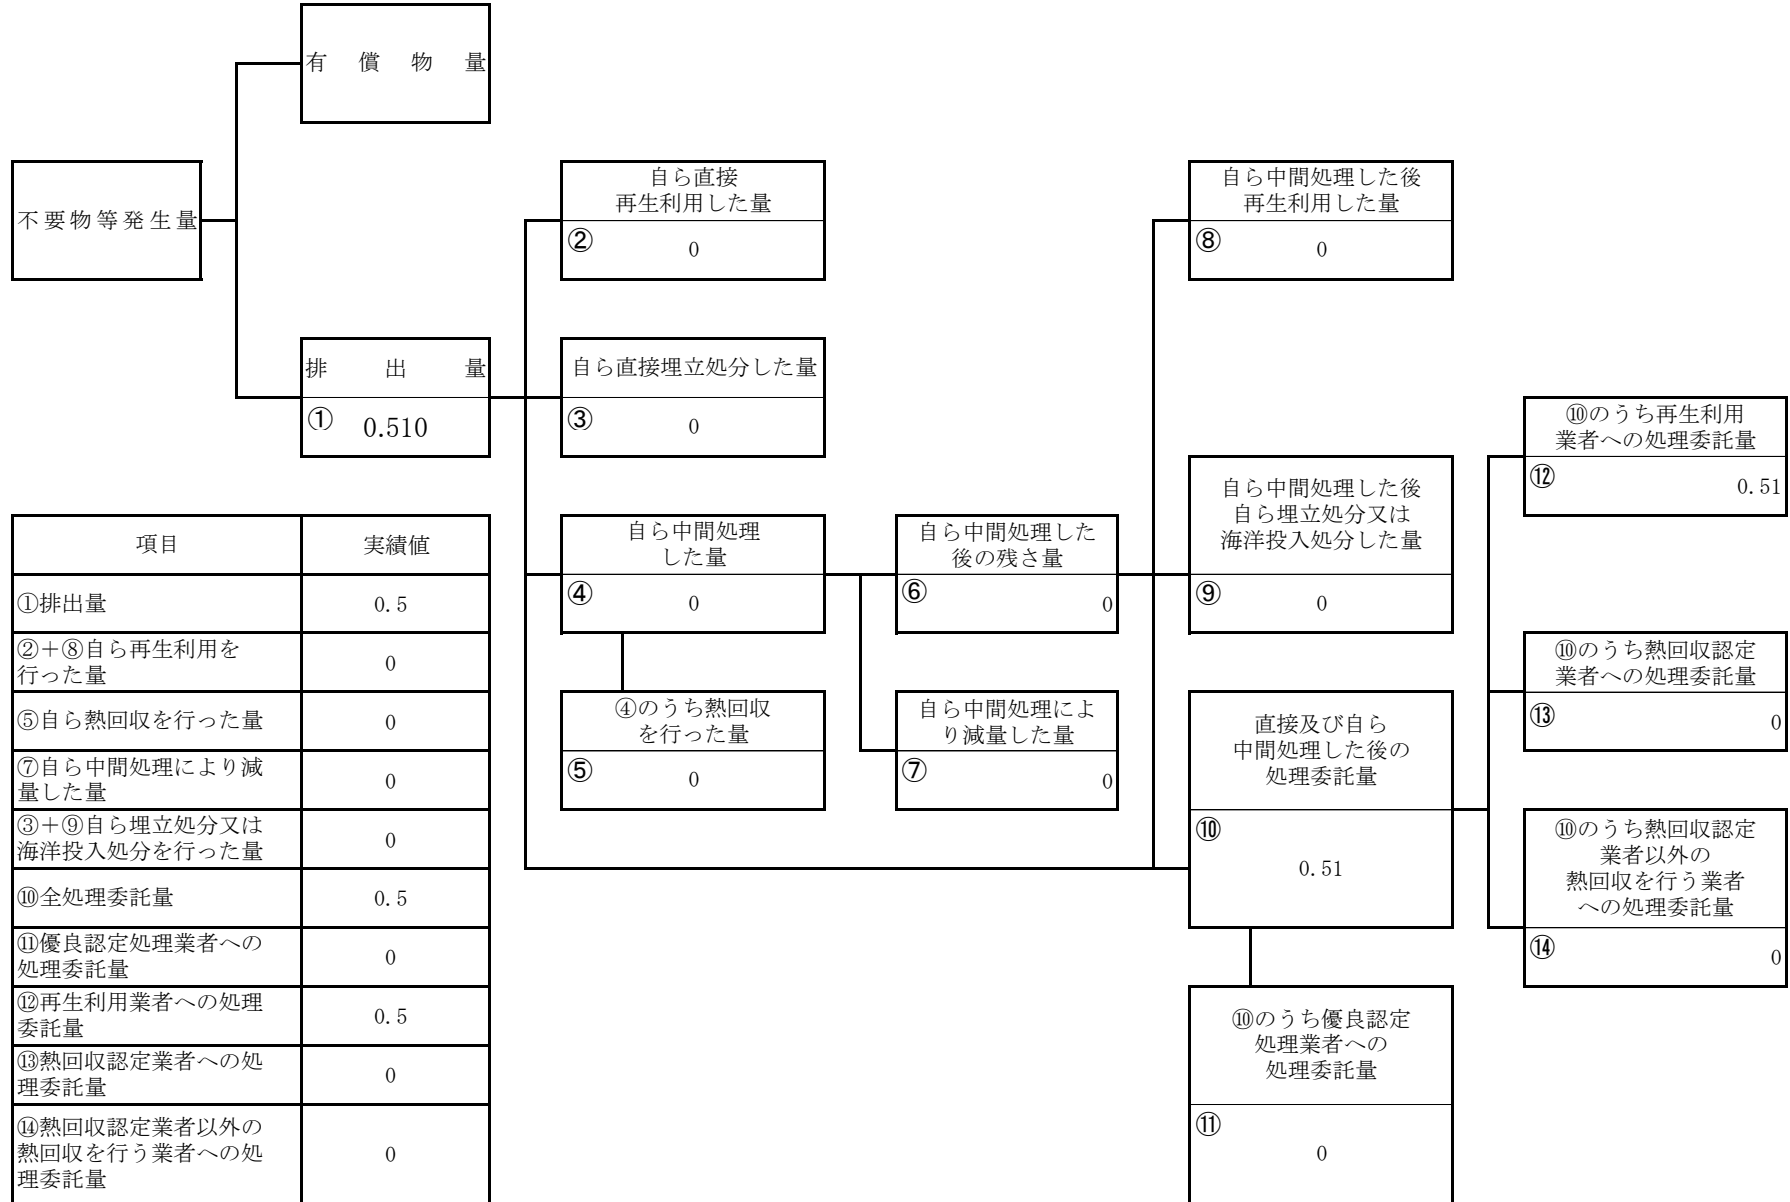 有償物量
不要物等発生量
自ら直接
再生利用した量
②
0
自ら中間処理した後
再生利用した量
⑧
0
排出量
①
0.510
自ら直接埋立処分した量
③
0
⑩のうち再生利用
業者への処理委託量
⑫
0.51
自ら中間処理した後
自ら埋立処分又は
海洋投入処分した量
⑨
0
自ら中間処理
した量
④
0
自ら中間処理した
後の残さ量
⑥
0
④のうち熱回収
を行った量
⑤
0
自ら中間処理によ
り減量した量
⑦
0
直接及び自ら
中間処理した後の
処理委託量
⑩
0.51
⑩のうち熱回収認定
業者への処理委託量
⑬
0
⑩のうち熱回収認定
業者以外の
熱回収を行う業者
への処理委託量
⑭
0
⑩のうち優良認定
処理業者への
処理委託量
⑪
0
項目 実績値
①排出量 0.5
②+⑧自ら再生利用を
行った量 0
⑤自ら熱回収を行った量 0
⑦自ら中間処理により減
量した量 0
③+⑨自ら埋立処分又は
海洋投入処分を行った量 0
⑩全処理委託量 0.5
⑪優良認定処理業者への
処理委託量 0
⑫再生利用業者への処理
委託量 0.5
⑬熱回収認定業者への処
理委託量 0
⑭熱回収認定業者以外の
熱回収を行う業者への処
理委託量 0